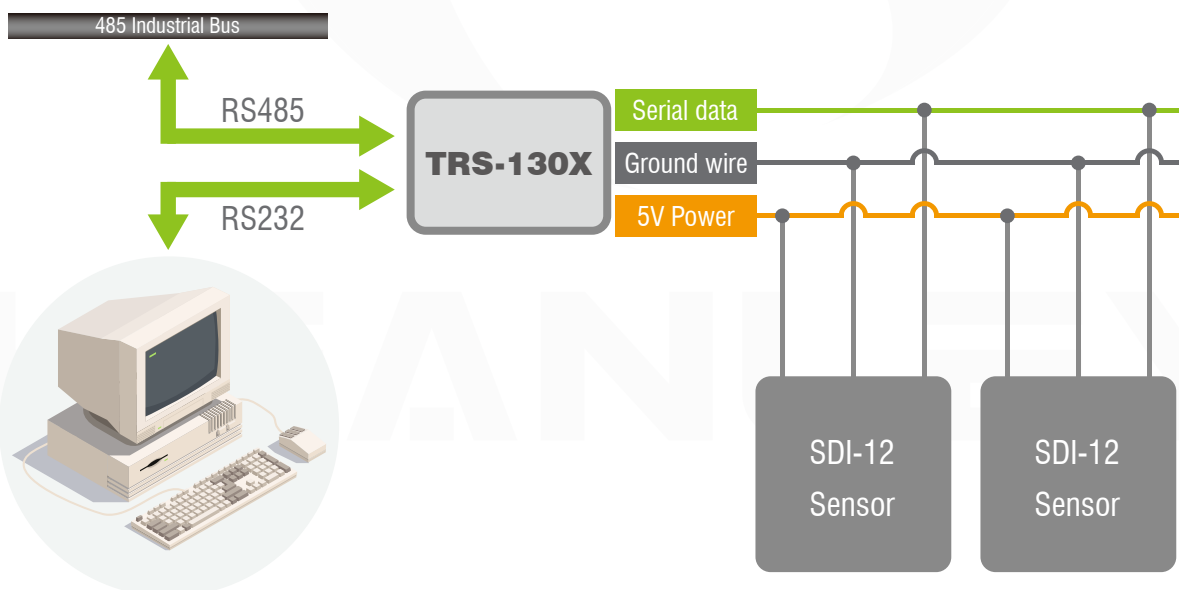 485 Industrial Bus
RS485
RS232
TRS-130X
Serial data
Ground wire
5V Power
SDI-12
Sensor
SDI-12
Sensor